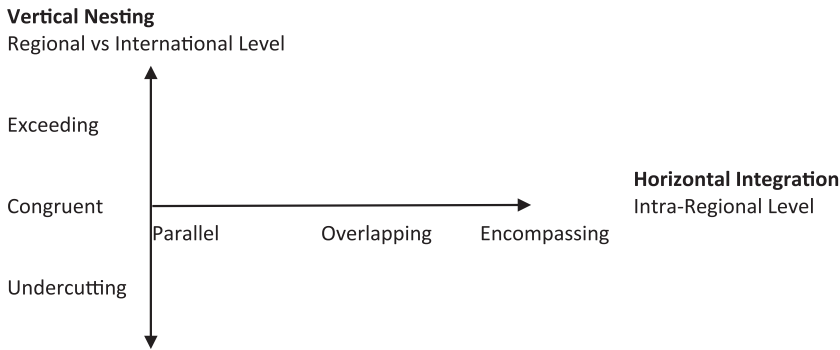 Vertical Nesting
Regional vs International Level
Exceeding
Horizontal Integration
Congruent
Intra-Regional Level
Parallel
Overlapping
Encompassing
Undercutting